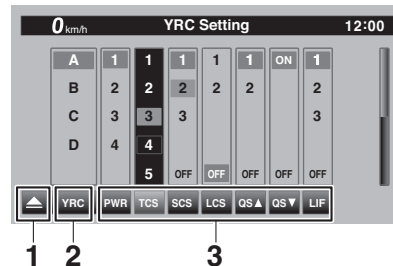 0 km/h YRC Setting 12:00
A 1 1 1 1 1 ON 1
B 2 2 2 2 2 2
C 3 3 3 3
D 4 4
5 OFF OFF OFF OFF
YRC PWR TCS SCS LCS QS▲ QS▼ LIF
1 2 3